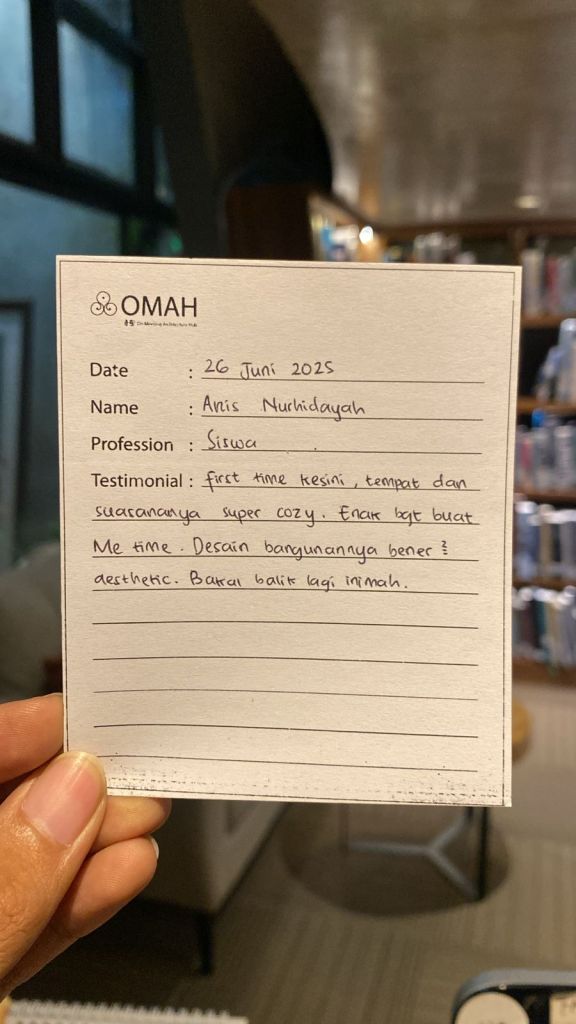 OMAH
Date : 26 Juni 2025
Name : Anis Nurhidayah
Profession : Siswa
Testimonial : first time kesini, tempat dan
suasananya super cozy. Enak bgt buat
Me time. Desain bangunannya bener²
aesthetic. Bakal balik lagi inimah.